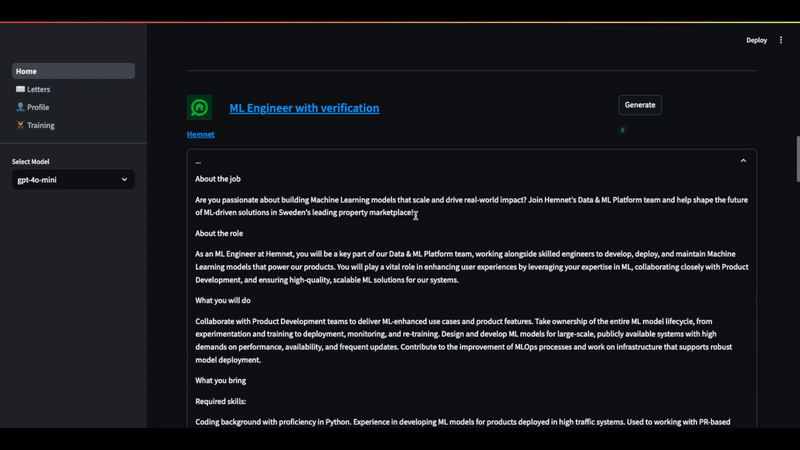 Deploy
Home
Letters
Profile
Training
Select Model
gpt-4o-mini
ML Engineer with verification
Generate
Hemnet
...
About the job
Are you passionate about building Machine Learning models that scale and drive real-world impact? Join Hemnet's Data & ML Platform team and help shape the future
of ML-driven solutions in Sweden's leading property marketplace!
About the role
As an ML Engineer at Hemnet, you will be a key part of our Data & ML Platform team, working alongside skilled engineers to develop, deploy, and maintain Machine
Learning models that power our products. You will play a vital role in enhancing user experiences by leveraging your expertise in ML, collaborating closely with Product
Development, and ensuring high-quality, scalable ML solutions for our systems.
What you will do
Collaborate with Product Development teams to deliver ML-enhanced use cases and product features. Take ownership of the entire ML model lifecycle, from
experimentation and training to deployment, monitoring, and re-training. Design and develop ML models for large-scale, publicly available systems with high
demands on performance, availability, and frequent updates. Contribute to the improvement of MLOps processes and work on infrastructure that supports robust
model deployment.
What you bring
Required skills:
Coding background with proficiency in Python. Experience in developing ML models for products deployed in high traffic systems. Used to working with PR-based